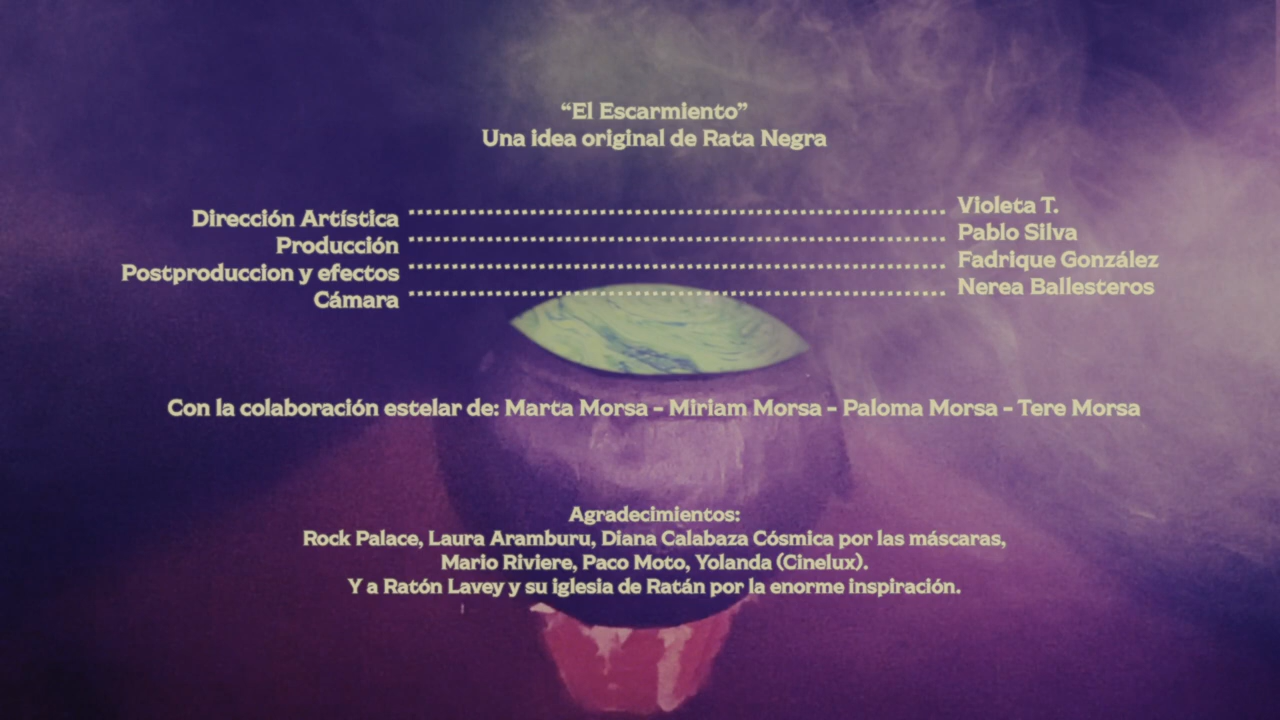 “El Escarmiento”
Una idea original de Rata Negra
Dirección Artística ........................................................... Violeta T.
Producción ........................................................... Pablo Silva
Postproduccion y efectos ........................................................... Fadrique González
Cámara ........................................................... Nerea Ballesteros
Con la colaboración estelar de: Marta Morsa - Miriam Morsa - Paloma Morsa - Tere Morsa
Agradecimientos:
Rock Palace, Laura Aramburu, Diana Calabaza Cósmica por las máscaras,
Mario Riviere, Paco Moto, Yolanda (Cinelux).
Y a Ratón Lavey y su iglesia de Ratán por la enorme inspiración.